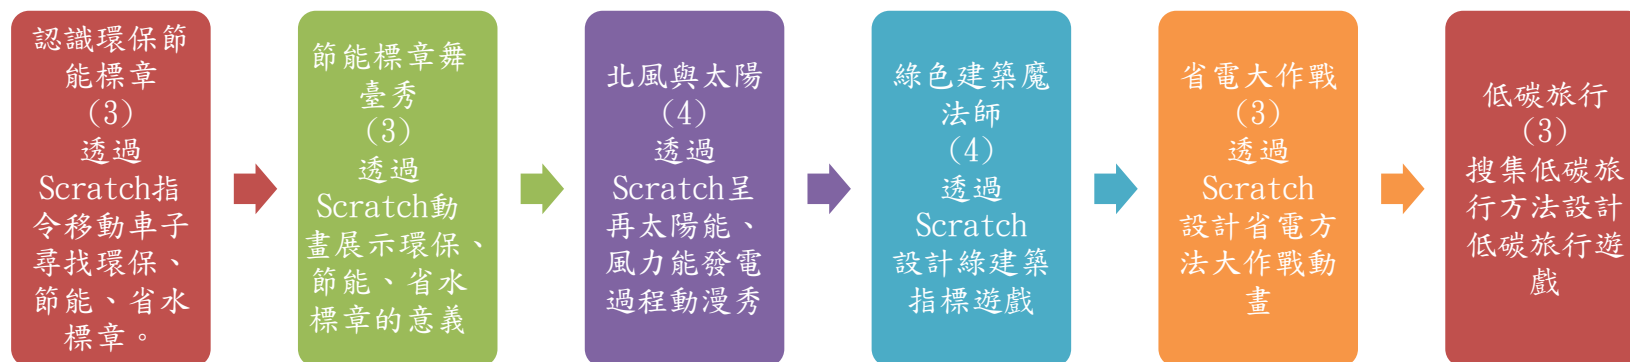 認識環保節
能標章
(3)
透過
Scratch指
令移動車子
尋找環保、
節能、省水
標章。
節能標章舞
臺秀
(3)
透過
Scratch動
畫展示環保、
節能、省水
標章的意義
北風與太陽
(4)
透過
Scratch呈
再太陽能、
風力能發電
過程動漫秀
綠色建築魔
法師
(4)
透過
Scratch
設計綠建築
指標遊戲
省電大作戰
(3)
透過
Scratch
設計省電方
法大作戰動
畫
低碳旅行
(3)
搜集低碳旅
行方法設計
低碳旅行遊
戲